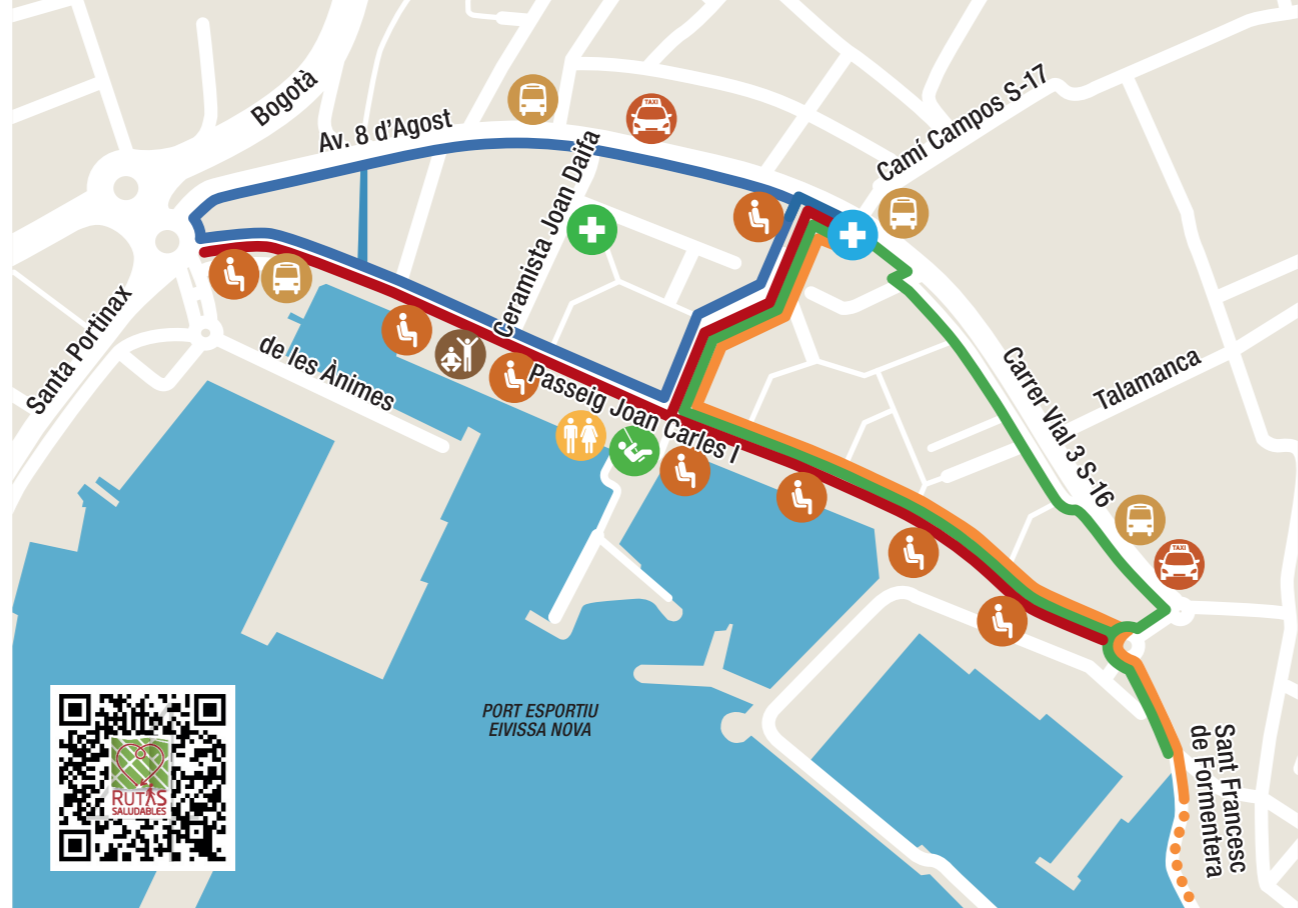 Bogotà
Av. 8 d'Agost
TAXI
Camí Campos S-17
Ceramista Joan Daifa
Santa Portinax
de les Ànimes
Passeig Joan Carles I
Carrer Vial 3 S-16
Talamanca
TAXI
PORT ESPORTIU
EIVISSA NOVA
Sant Francesc
de Formentera
RUTAS
SALUDABLES